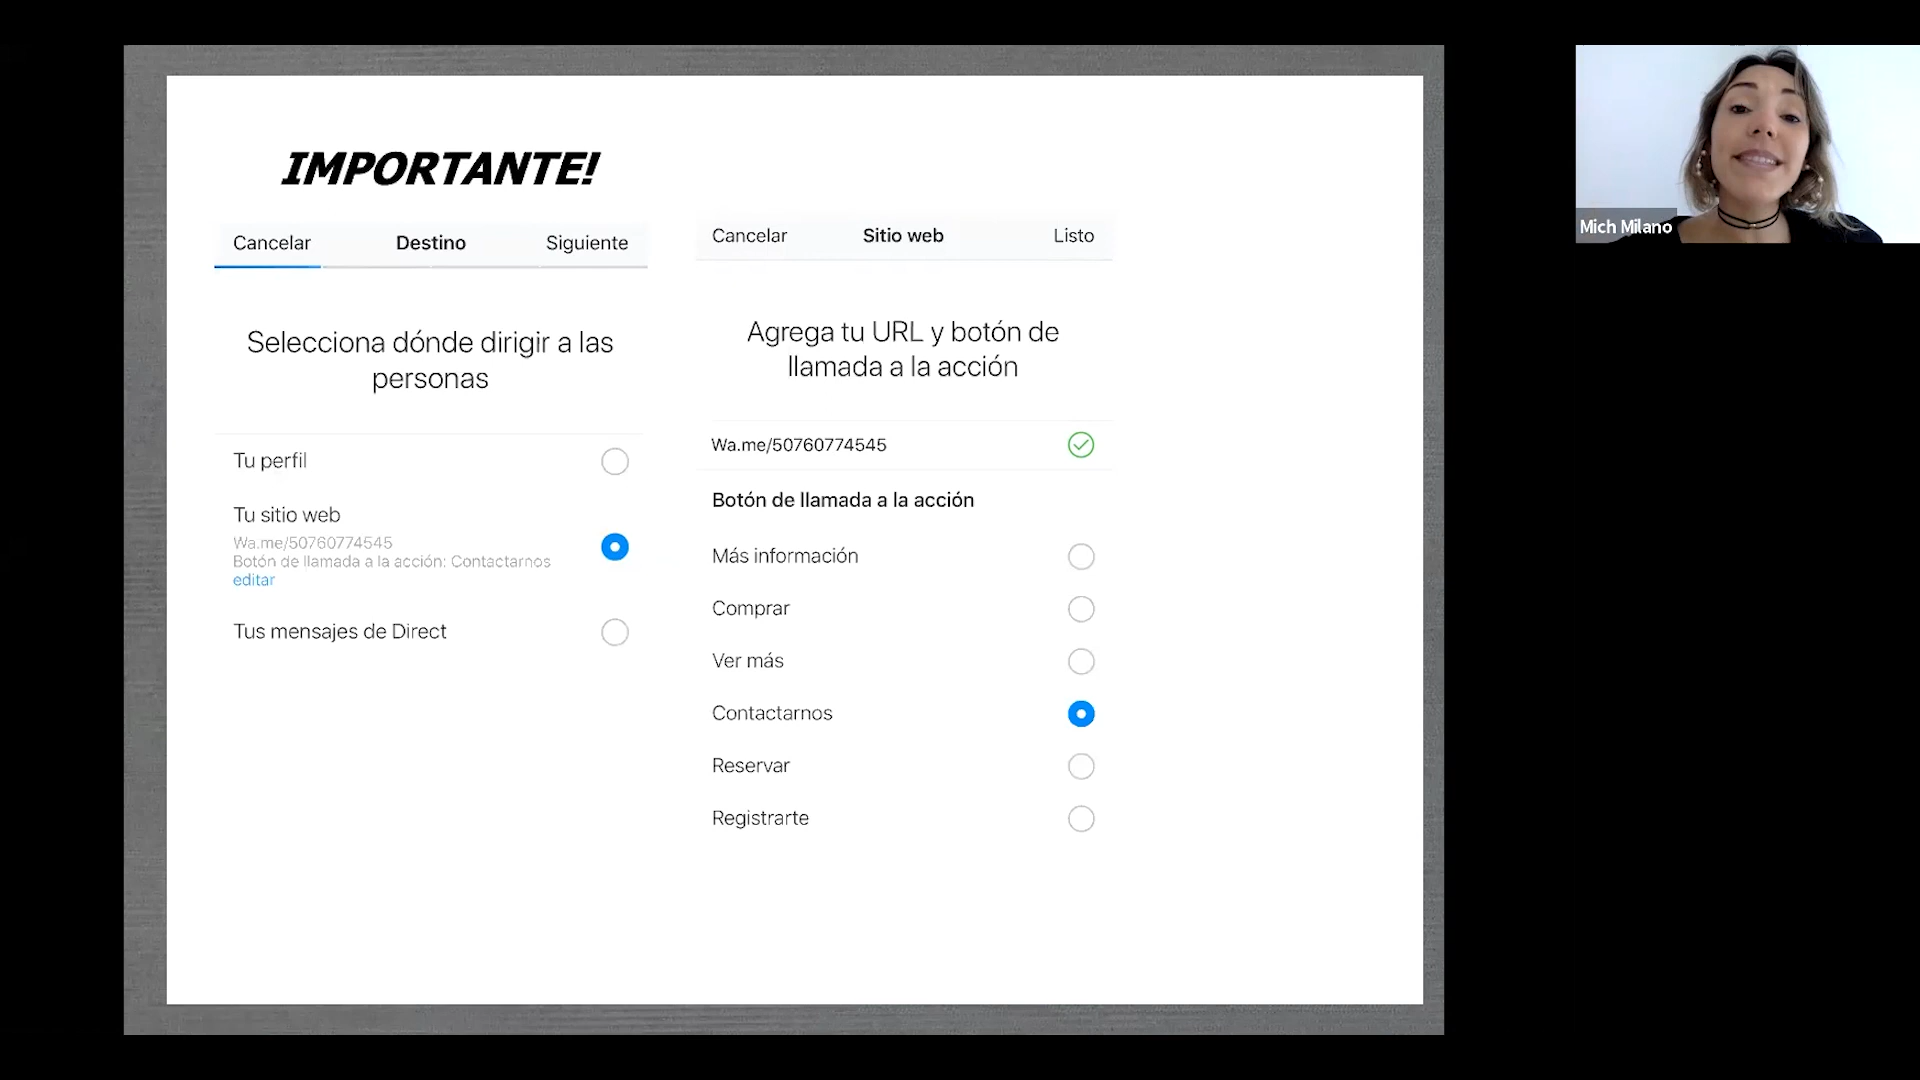 IMPORTANTE!
Cancelar Destino Siguiente
Selecciona dónde dirigir a las
personas
Tu perfil
Tu sitio web
Wa.me/50760774545
Botón de llamada a la acción: Contactarnos
editar
Tus mensajes de Direct
Cancelar Sitio web Listo
Agrega tu URL y botón de
llamada a la acción
Wa.me/50760774545
Botón de llamada a la acción
Más información
Comprar
Ver más
Contactarnos
Reservar
Registrarte
Mich Milano